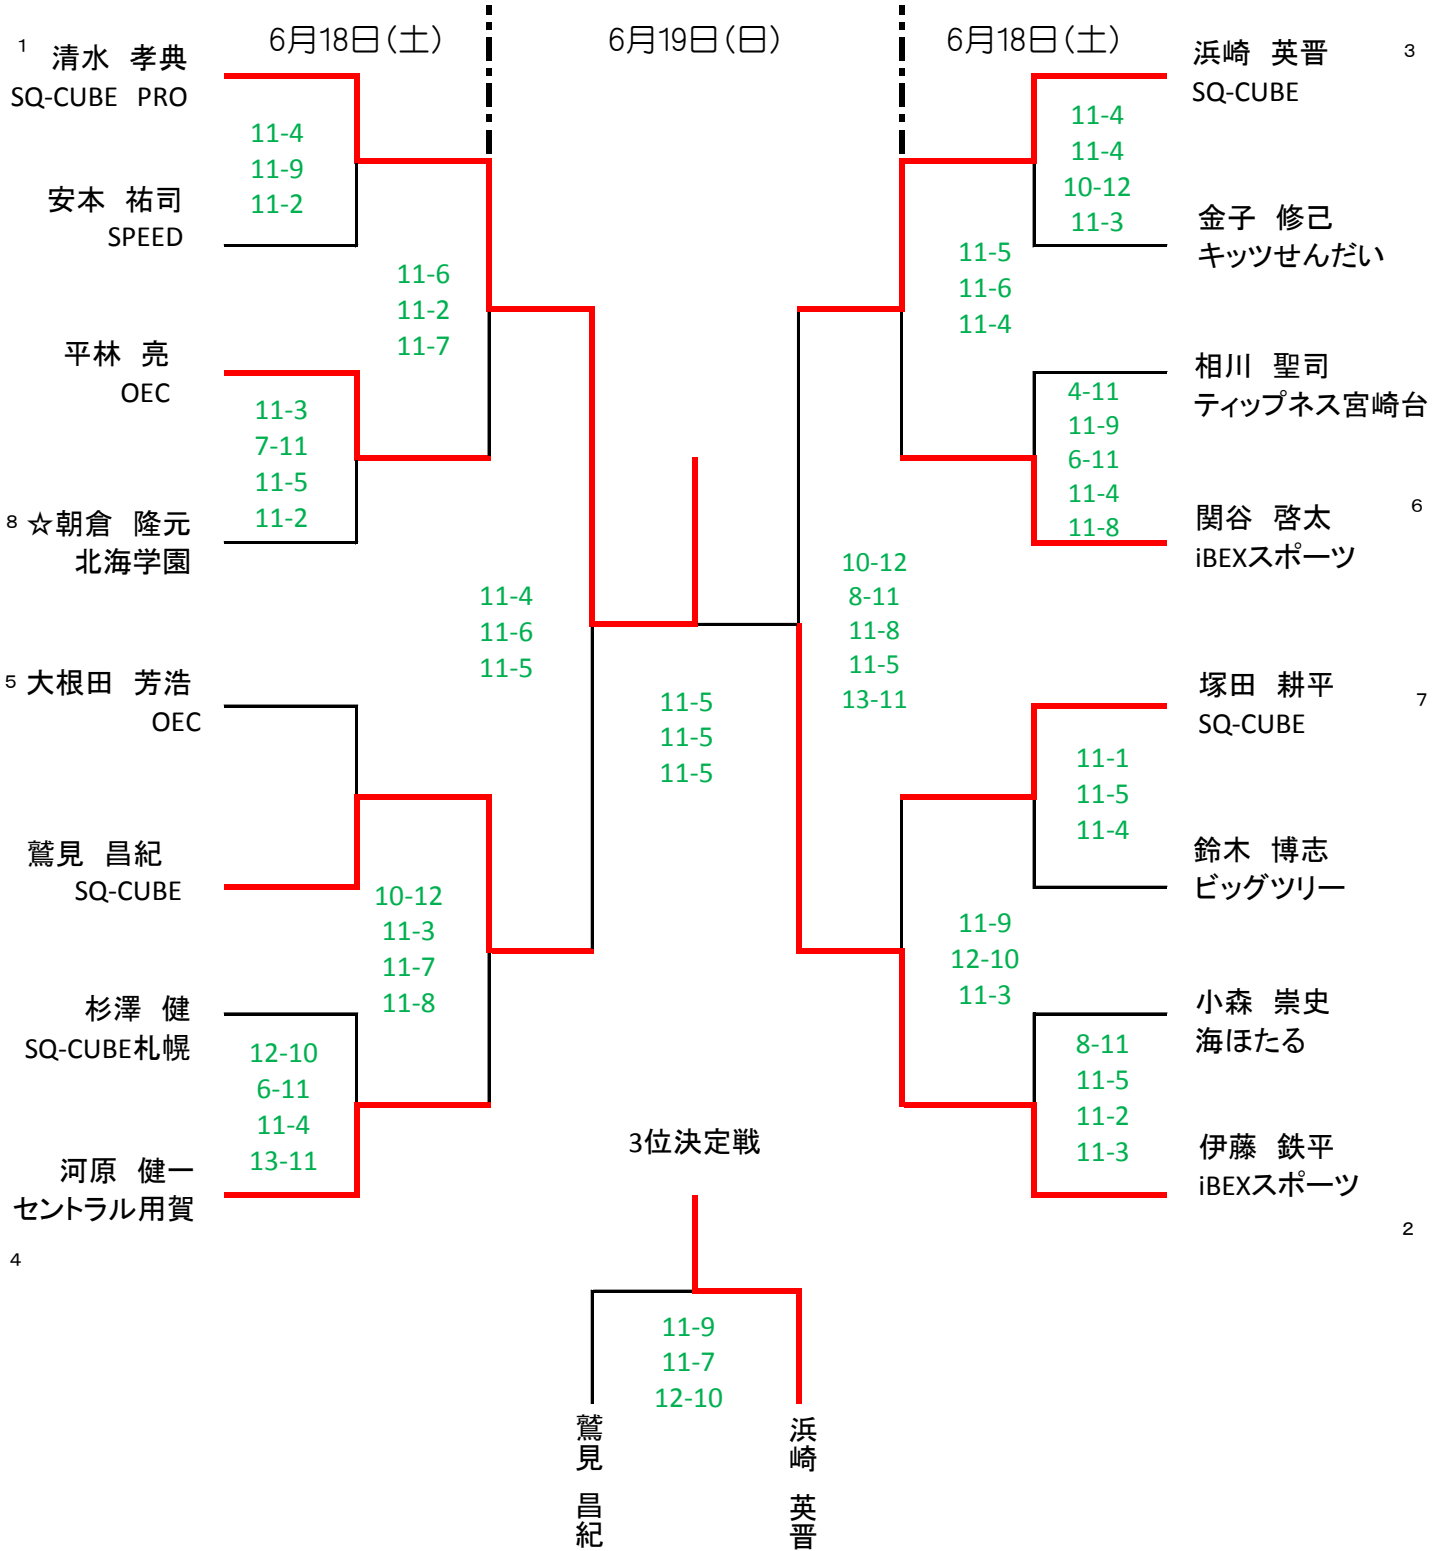 6月18日(土)
6月19日(日)
6月18日(土)
1
清水 孝典
SQ-CUBE PRO
11-4
11-9
11-2
安本 祐司
SPEED
11-6
11-2
11-7
平林 亮
OEC
11-3
7-11
11-5
11-2
8 ☆朝倉 隆元
北海学園
11-4
11-6
11-5
5 大根田 芳浩
OEC
鷲見 昌紀
SQ-CUBE
10-12
11-3
11-7
11-8
杉澤 健
SQ-CUBE札幌
12-10
6-11
11-4
13-11
河原 健一
セントラル用賀
4
11-5
11-5
11-5
浜崎 英晋
3
SQ-CUBE
11-4
11-4
10-12
11-3
金子 修己
キッツせんだい
11-5
11-6
11-4
相川 聖司
ティップネス宮崎台
4-11
11-9
6-11
11-4
11-8
関谷 啓太
6
iBEXスポーツ
10-12
8-11
11-8
11-5
13-11
塚田 耕平
7
SQ-CUBE
11-1
11-5
11-4
鈴木 博志
ビッグツリー
11-9
12-10
11-3
小森 崇史
海ほたる
8-11
11-5
11-2
11-3
伊藤 鉄平
iBEXスポーツ
2
3位決定戦
11-9
11-7
12-10
鷲見 昌紀
浜崎 英晋